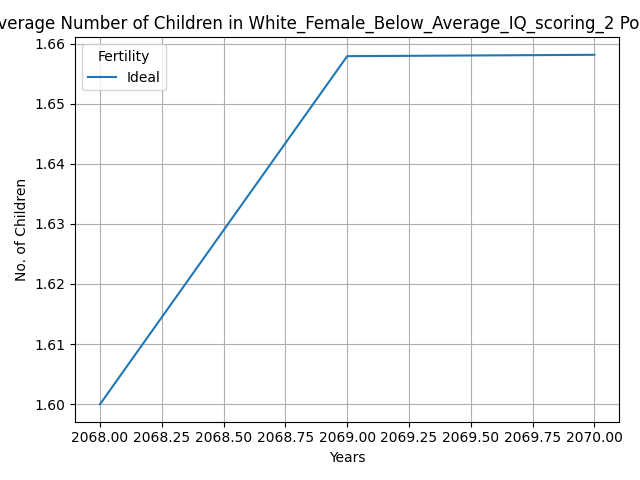 verage Number of Children in White_Female_Below_Average_IQ_scoring_2 Po
Fertility
Ideal
No. of Children
1.66
1.65
1.64
1.63
1.62
1.61
1.60
2068.00 2068.25 2068.50 2068.75 2069.00 2069.25 2069.50 2069.75 2070.00
Years